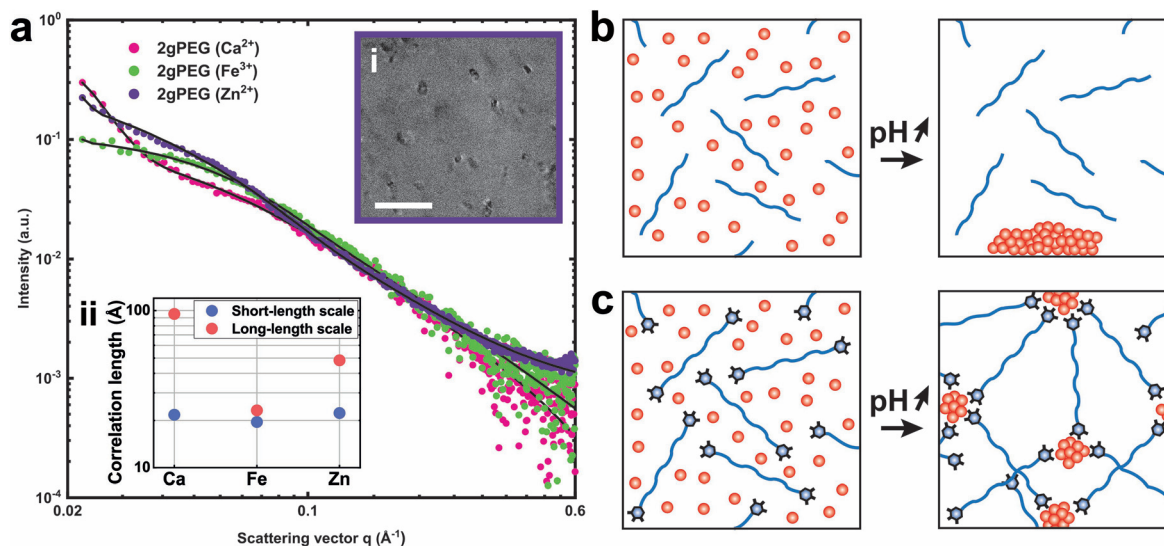 a
10⁰
10⁻¹
10⁻²
10⁻³
10⁻⁴
Intensity (a.u.)
2gPEG (Ca²⁺)
2gPEG (Fe³⁺)
2gPEG (Zn²⁺)
i
ii
100
10
Correlation length (Å)
Short-length scale
Long-length scale
Ca Fe Zn
0.02 0.1 0.6
Scattering vector q (Å⁻¹)
b
pH
c
pH